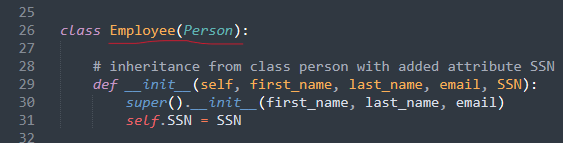 25
26 class Employee(Person):
27
28 # inheritance from class person with added attribute SSN
29 def __init__(self, first_name, last_name, email, SSN):
30 super().__init__(first_name, last_name, email)
31 self.SSN = SSN
32